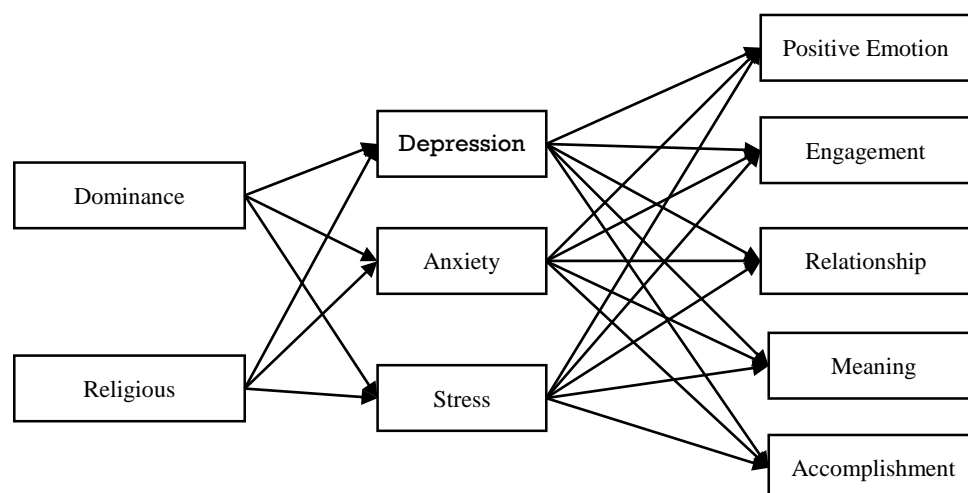 Positive Emotion
Depression
Engagement
Dominance
Anxiety
Relationship
Religious
Stress
Meaning
Accomplishment